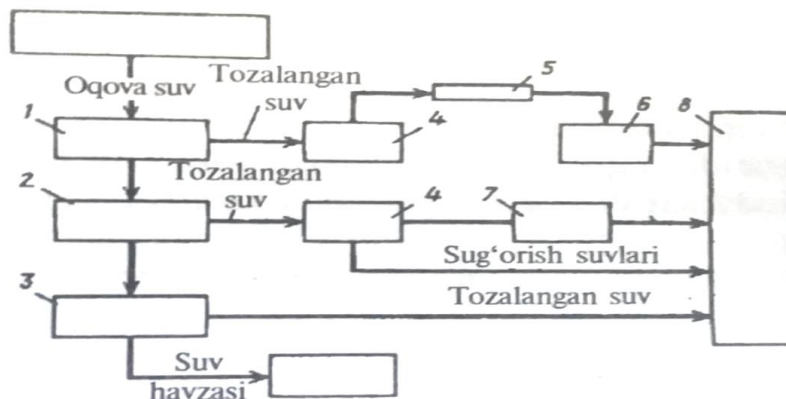 Oqova suv
Tozalangan
suv
1
4
5
6
8
2
Tozalangan
suv
4
7
Sug‘orish suvlari
3
Tozalangan suv
Suv
havzasi